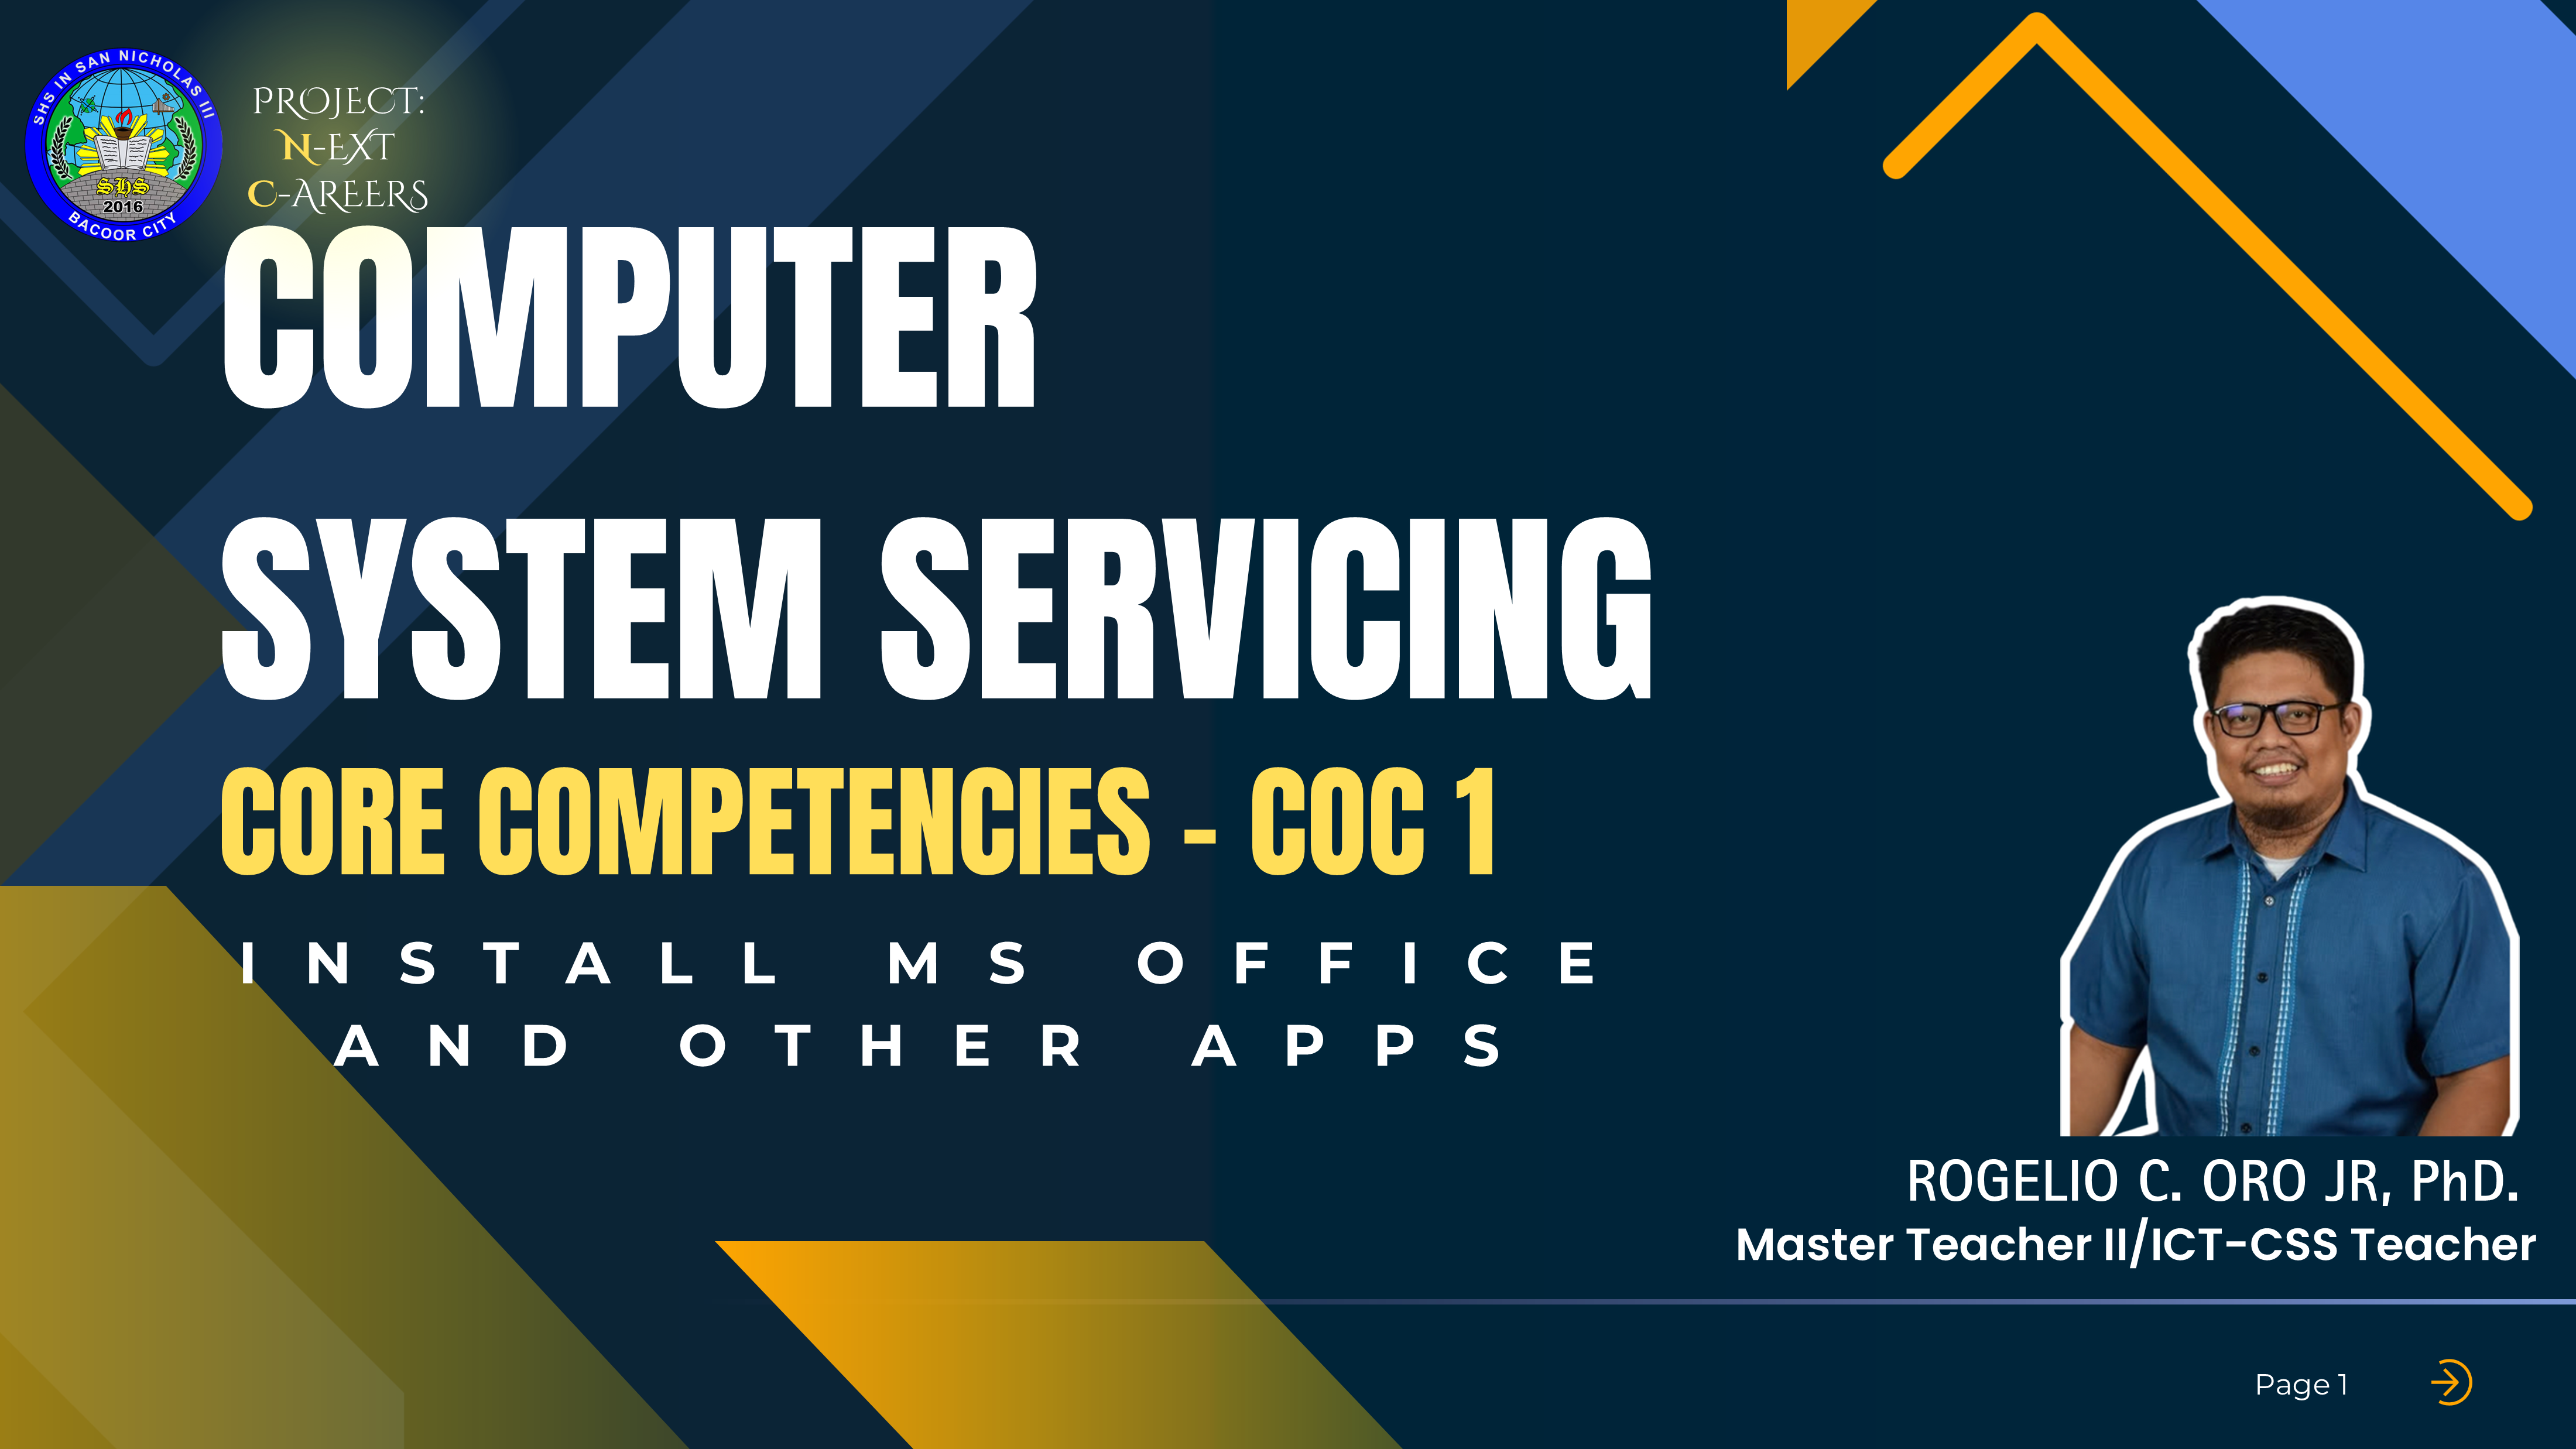 SHS IN SAN NICHOLAS III
SHS
2016
BACOOR CITY
PROJECT:
N-EXT
C-AREERS
COMPUTER
SYSTEM SERVICING
CORE COMPETENCIES - COC 1
INSTALL MS OFFICE
AND OTHER APPS
ROGELIO C. ORO JR, PhD.
Master Teacher II/ICT-CSS Teacher
Page 1